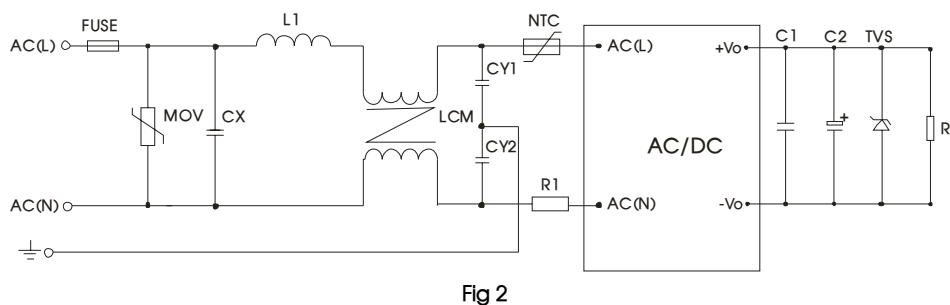 FUSE
L1
NTC
AC(L)
AC(L)
+Vo
C1
C2
TVS
CY1
MOV
CX
LCM
+
R
AC/DC
CY2
R1
AC(N)
AC(N)
-Vo
Fig 2